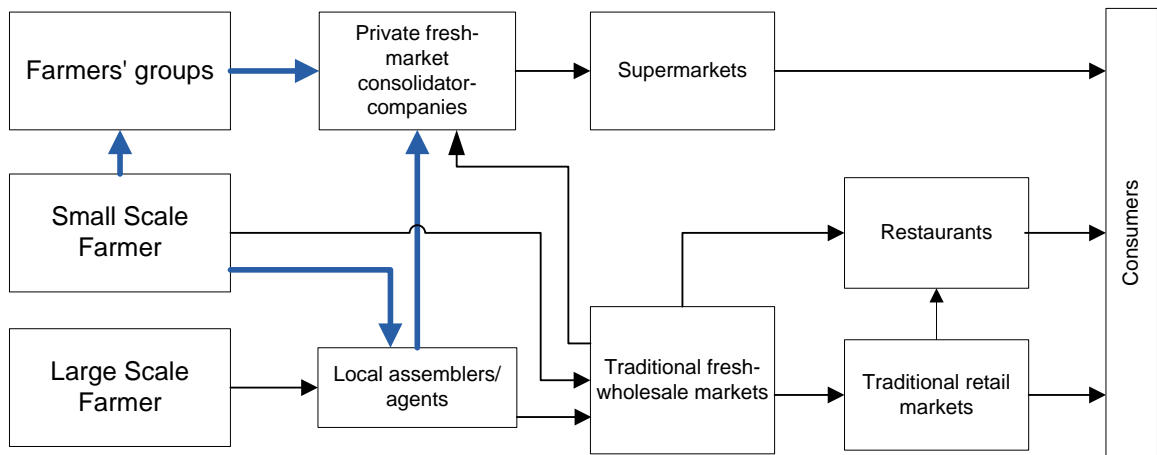 Farmers' groups
Private fresh-
market
consolidator-
companies
Supermarkets
Small Scale
Farmer
Restaurants
Consumers
Large Scale
Farmer
Local assemblers/
agents
Traditional fresh-
wholesale markets
Traditional retail
markets